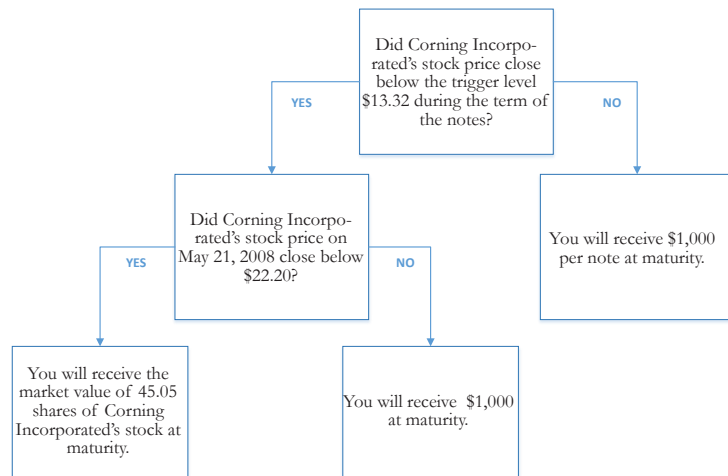 Did Corning Incorpo-
rated's stock price close
below the trigger level
$13.32 during the term of
the notes?
YES
NO
Did Corning Incorpo-
rated's stock price on
May 21, 2008 close below
$22.20?
You will receive $1,000
per note at maturity.
YES
NO
You will receive the
market value of 45.05
shares of Corning
Incorporated's stock at
maturity.
You will receive $1,000
at maturity.